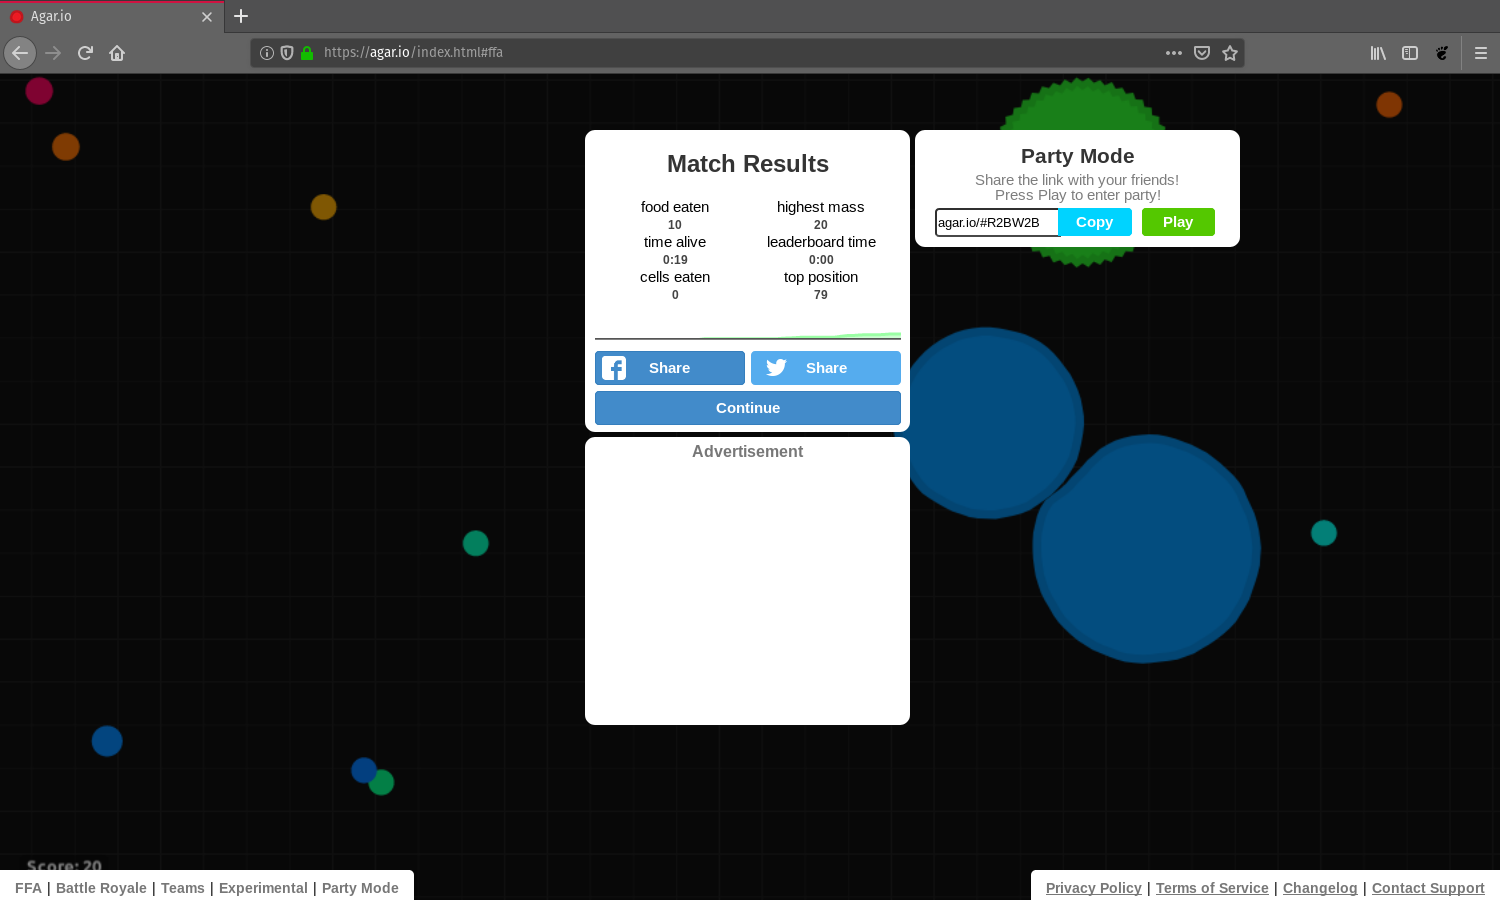 Agar.io
https://agar.io/index.html#ffa
Match Results
food eaten
10
highest mass
20
time alive
0:19
leaderboard time
0:00
cells eaten
0
top position
79
Share
Share
Continue
Advertisement
Party Mode
Share the link with your friends!
Press Play to enter party!
agar.io/#R2BW2B
Copy
Play
Score: 20
FFA | Battle Royale | Teams | Experimental | Party Mode
Privacy Policy | Terms of Service | Changelog | Contact Support